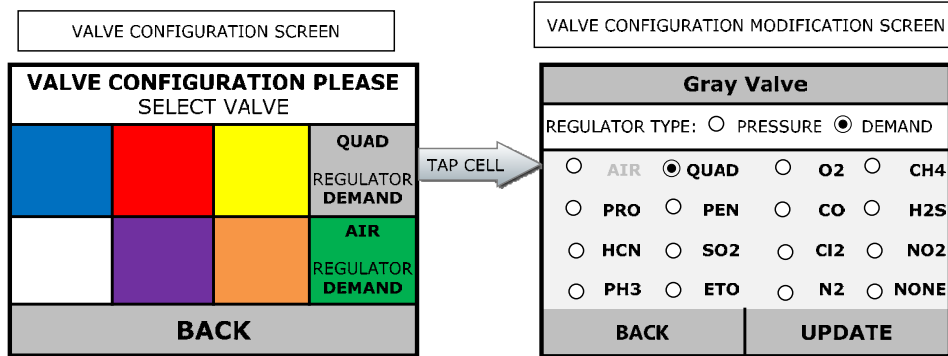 VALVE CONFIGURATION SCREEN
VALVE CONFIGURATION PLEASE
SELECT VALVE
QUAD
REGULATOR
DEMAND
AIR
REGULATOR
DEMAND
BACK
TAP CELL
VALVE CONFIGURATION MODIFICATION SCREEN
Gray Valve
REGULATOR TYPE: PRESSURE DEMAND
AIR QUAD O2 CH4
PRO PEN CO H2S
HCN SO2 Cl2 NO2
PH3 ETO N2 NONE
BACK UPDATE